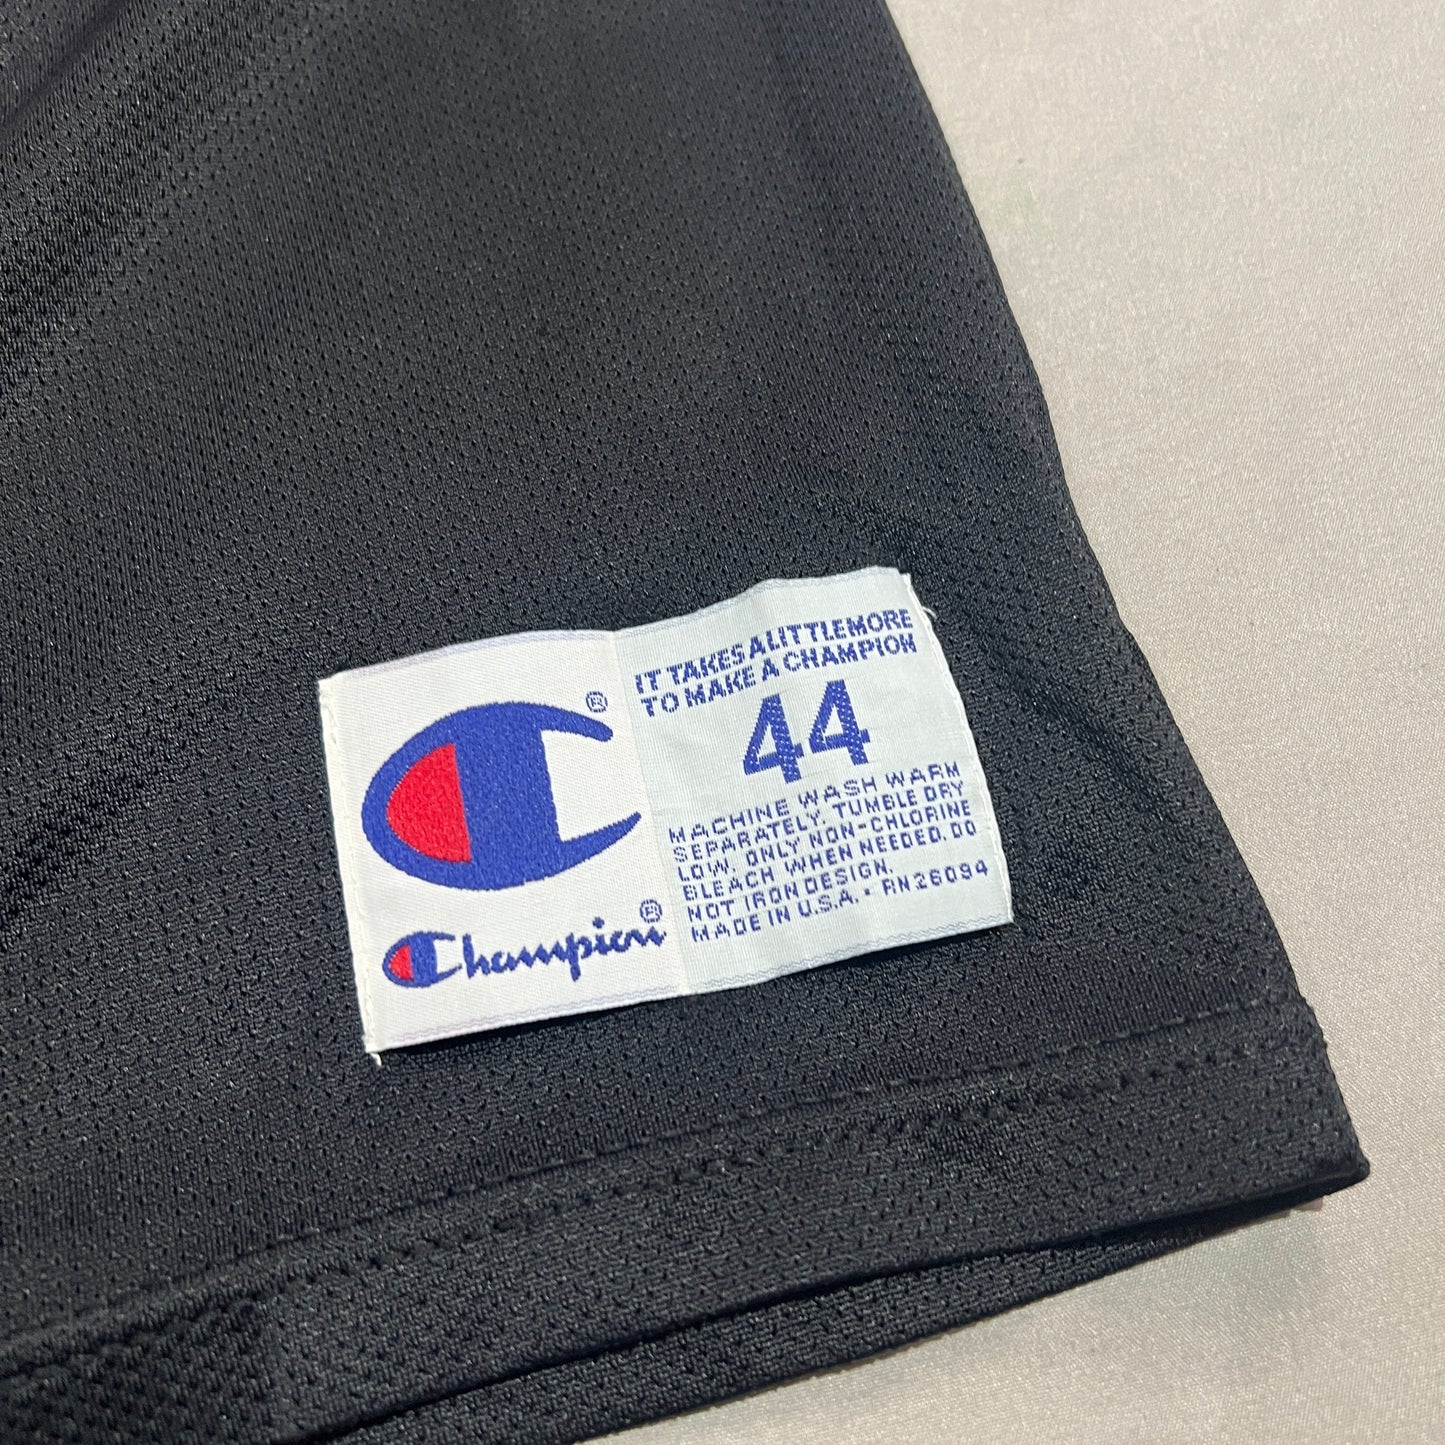 ®
Champion®
IT TAKES A LITTLE MORE
TO MAKE A CHAMPION
44
MACHINE WASH WARM
SEPARATELY. TUMBLE DRY
LOW. ONLY NON-CHLORINE
BLEACH WHEN NEEDED. DO
NOT IRON DESIGN.
MADE IN U.S.A. • RN26094